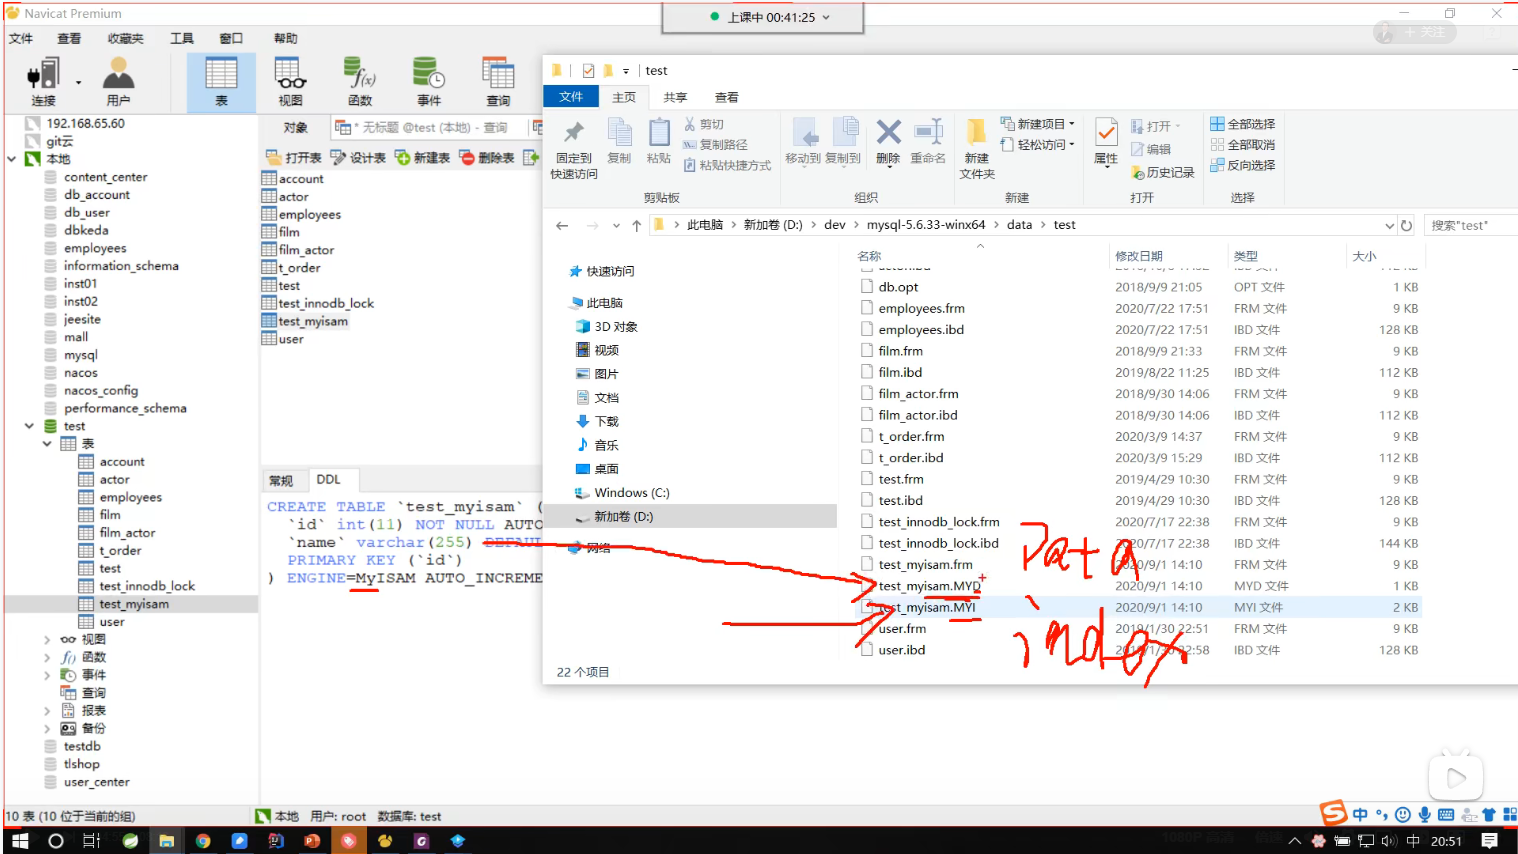 Navicat Premium
上课中 00:41:25
关注
文件 查看 收藏夹 工具 窗口 帮助
连接 用户 表 视图 函数 事件 查询
对象 * 无标题 @test (本地) - 查询
打开表 设计表 新建表 删除表
192.168.65.60
git云
本地
content_center
db_account
db_user
dbkeda
employees
information_schema
inst01
inst02
jeesite
mall
mysql
nacos
nacos_config
performance_schema
test
表
account
actor
employees
film
film_actor
t_order
test
test_innodb_lock
test_myisam
user
视图
函数
事件
查询
报表
备份
testdb
tlshop
user_center
account
actor
employees
film
film_actor
t_order
test
test_innodb_lock
test_myisam
user
常规 DDL
CREATE TABLE `test_myisam` (
`id` int(11) NOT NULL AUTO
`name` varchar(255) DEFAUL
PRIMARY KEY (`id`)
) ENGINE=MyISAM AUTO_INCREME
test
文件 主页 共享 查看
固定到快速访问 复制 粘贴 剪切 复制路径 粘贴快捷方式
移动到 复制到 删除 重命名 新建文件夹 新建项目 轻松访问
属性 打开 编辑 历史记录 全部选择 全部取消 反向选择
剪贴板 组织 新建 打开 选择
此电脑 新加卷 (D:) dev mysql-5.6.33-winx64 data test
搜索"test"
快速访问
此电脑
3D 对象
视频
图片
文档
下载
音乐
桌面
Windows (C:)
新加卷 (D:)
网络
名称 修改日期 类型 大小
db.opt 2018/9/9 21:05 OPT 文件 1 KB
employees.frm 2020/7/22 17:51 FRM 文件 9 KB
employees.ibd 2020/7/22 17:51 IBD 文件 128 KB
film.frm 2018/9/9 21:33 FRM 文件 9 KB
film.ibd 2019/8/22 11:25 IBD 文件 112 KB
film_actor.frm 2018/9/30 14:06 FRM 文件 9 KB
film_actor.ibd 2018/9/30 14:06 IBD 文件 112 KB
t_order.frm 2020/3/9 14:37 FRM 文件 9 KB
t_order.ibd 2020/3/9 15:29 IBD 文件 112 KB
test.frm 2019/4/29 10:30 FRM 文件 9 KB
test.ibd 2019/4/29 10:30 IBD 文件 128 KB
test_innodb_lock.frm 2020/7/17 22:38 FRM 文件 9 KB
test_innodb_lock.ibd 2020/7/17 22:38 IBD 文件 144 KB
test_myisam.frm 2020/9/1 14:10 FRM 文件 9 KB
test_myisam.MYD 2020/9/1 14:10 MYD 文件 1 KB
test_myisam.MYI 2020/9/1 14:10 MYI 文件 2 KB
user.frm 2019/1/30 22:51 FRM 文件 9 KB
user.ibd 22:58 IBD 文件 128 KB
Data
index
22 个项目
10 表 (10 位于当前的组) 本地 用户: root 数据库: test
中
中 20:51